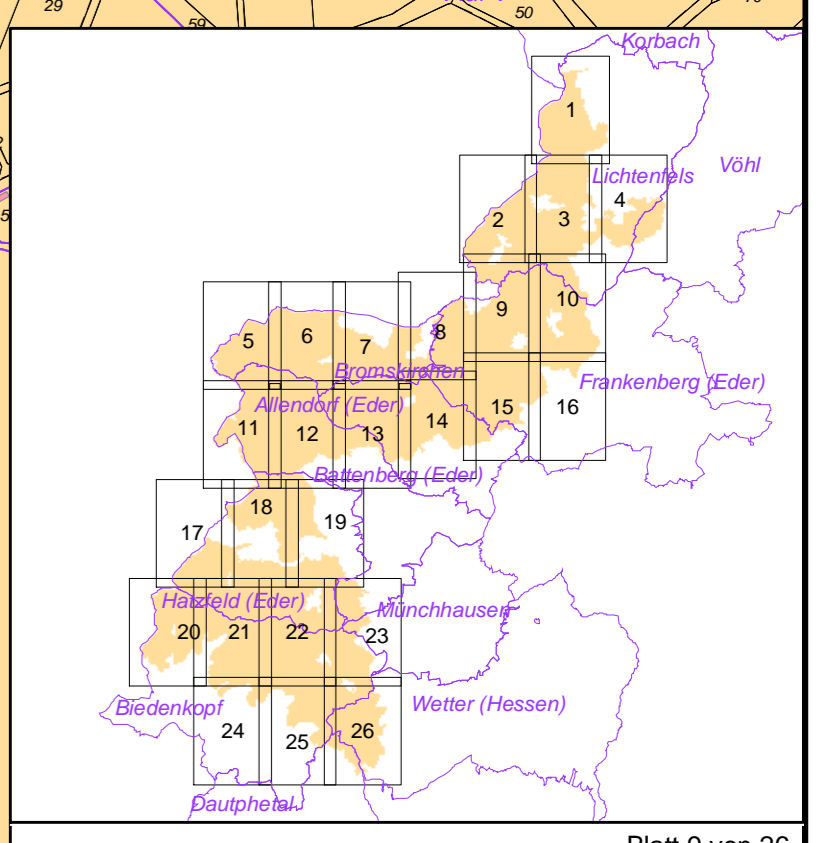 29
59
50
Korbach
1
Vöhl
Lichtenfels
4
2
3
10
9
8
6
5
7
Bromskirchen
Frankenberg (Eder)
Allendorf (Eder)
15
16
14
11
12
13
Battenberg (Eder)
18
19
17
Hatzfeld (Eder)
Münchhausen
20
21
22
23
Biedenkopf
Wetter (Hessen)
24
25
26
Dautphetal